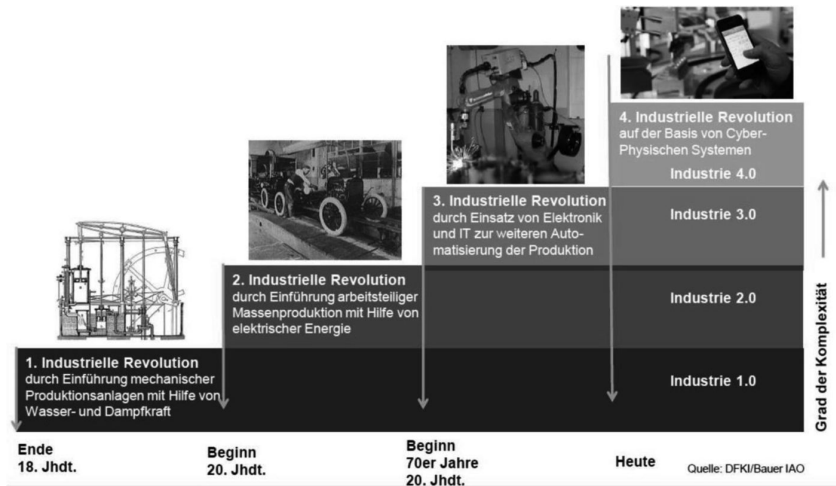 4. Industrielle Revolution
auf der Basis von Cyber-
Physischen Systemen
Industrie 4.0
3. Industrielle Revolution
durch Einsatz von Elektronik
und IT zur weiteren Auto-
matisierung der Produktion
Industrie 3.0
2. Industrielle Revolution
durch Einführung arbeitsteiliger
Massenproduktion mit Hilfe von
elektrischer Energie
Industrie 2.0
1. Industrielle Revolution
durch Einführung mechanischer
Produktionsanlagen mit Hilfe von
Wasser- und Dampfkraft
Industrie 1.0
Grad der Komplexität
Ende
18. Jhdt.
Beginn
20. Jhdt.
Beginn
70er Jahre
20. Jhdt.
Heute
Quelle: DFKI/Bauer IAO